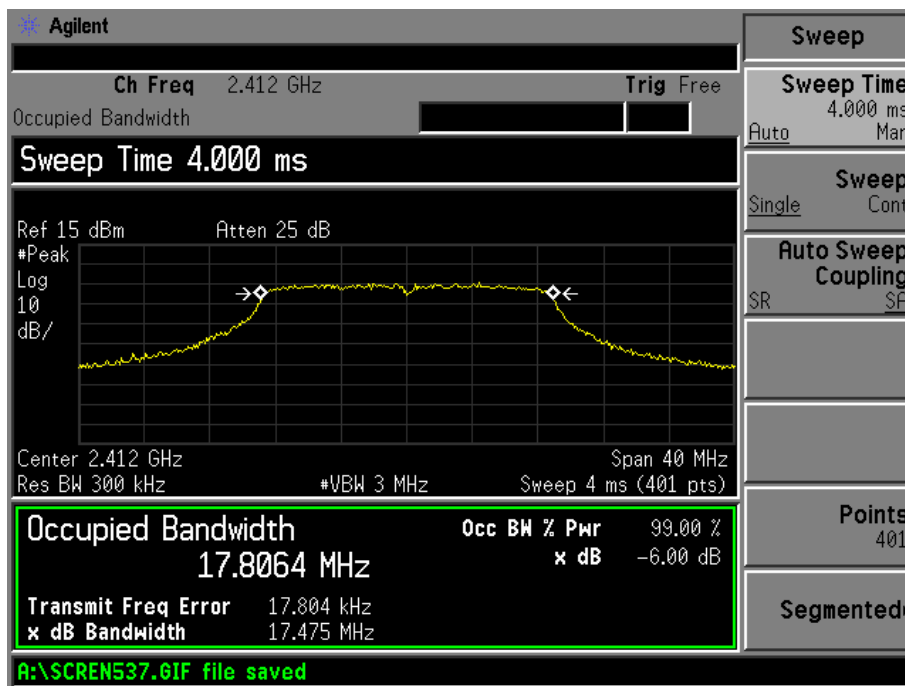 Agilent
Ch Freq 2.412 GHz Trig Free
Occupied Bandwidth
Sweep Time 4.000 ms
Ref 15 dBm Atten 25 dB
#Peak
Log
10
dB/
Center 2.412 GHz Span 40 MHz
Res BW 300 kHz #VBW 3 MHz Sweep 4 ms (401 pts)
Occupied Bandwidth Occ BW % Pwr 99.00 %
17.8064 MHz x dB -6.00 dB
Transmit Freq Error 17.804 kHz
x dB Bandwidth 17.475 MHz
A:\SCREN537.GIF file saved
Sweep
Sweep Time
4.000 ms
Auto
Sweep
Single Cont
Auto Sweep
Coupling
SR
Points
401
Segmented